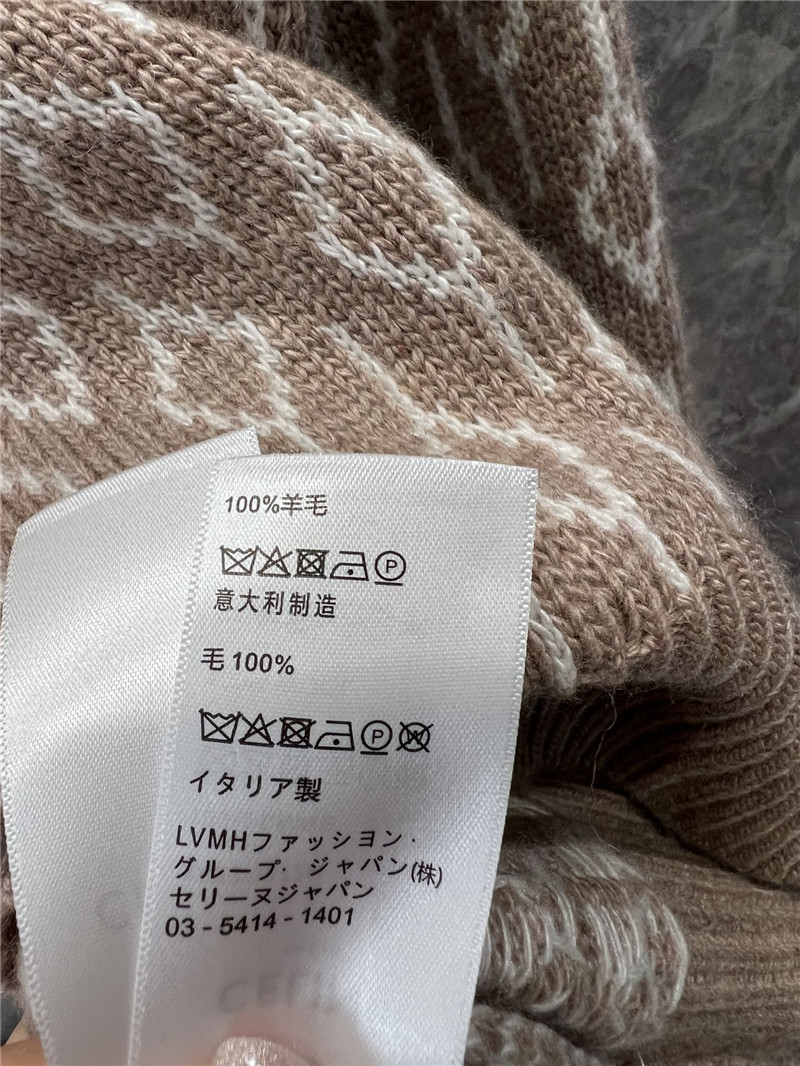 100%羊毛
P
意大利制造
毛100%
P W
イタリア製
LVMHファッション·
グループ· ジャパン(株)
セリーヌジャパン
03-5414-1401